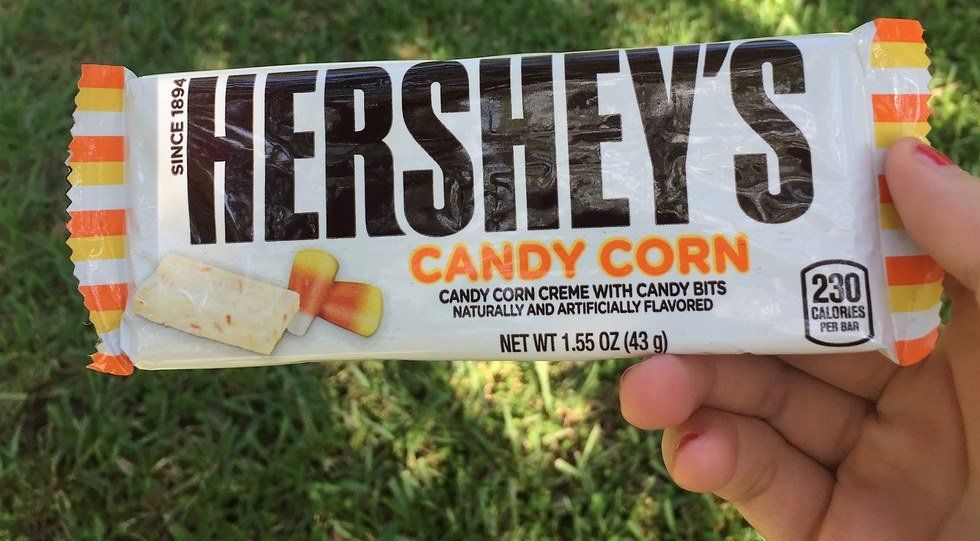 SINCE 1894
HERSHEY'S
CANDY CORN
CANDY CORN CREME WITH CANDY BITS
NATURALLY AND ARTIFICIALLY FLAVORED
NET WT 1.55 OZ (43 g)
230
CALORIES
PER BAR